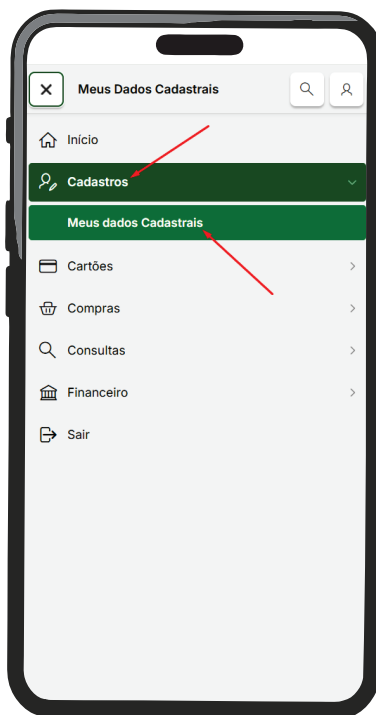 Meus Dados Cadastrais
Início
Cadastros
Meus dados Cadastrais
Cartões
Compras
Consultas
Financeiro
Sair